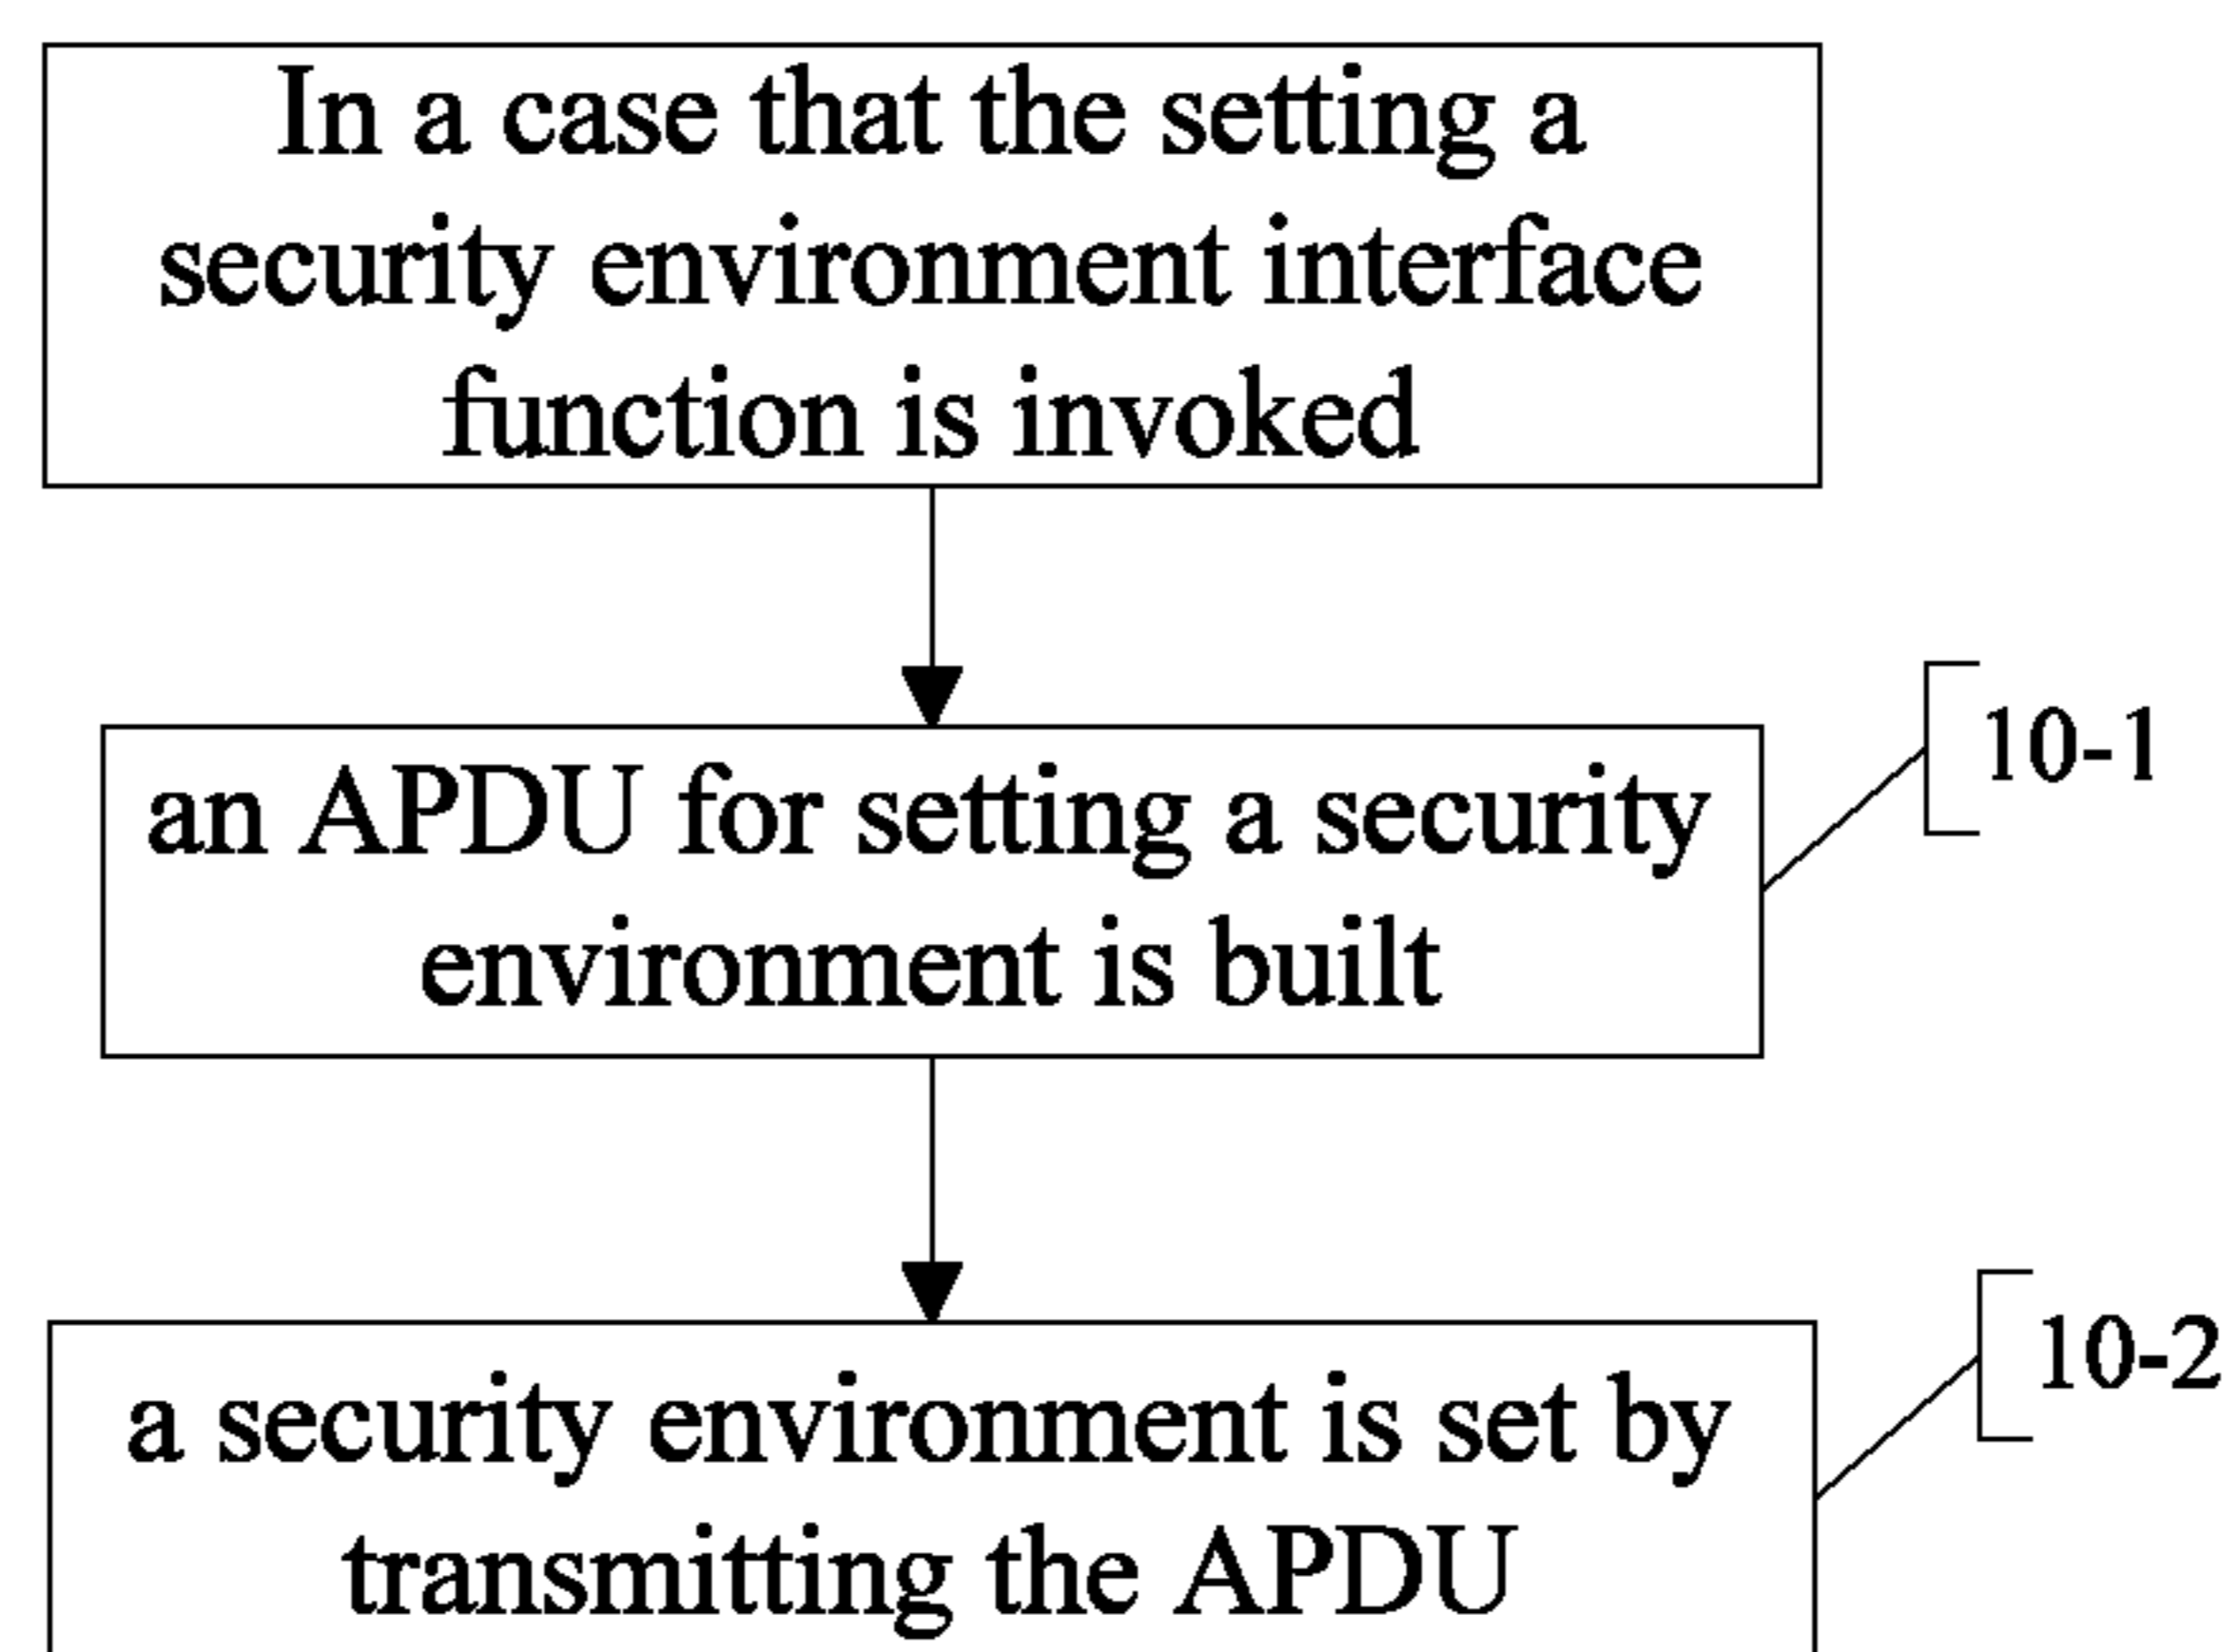 In a case that the setting a
security environment interface
function is invoked
10-1
an APDU for setting a security
environment is built
10-2
a security environment is set by
transmitting the APDU